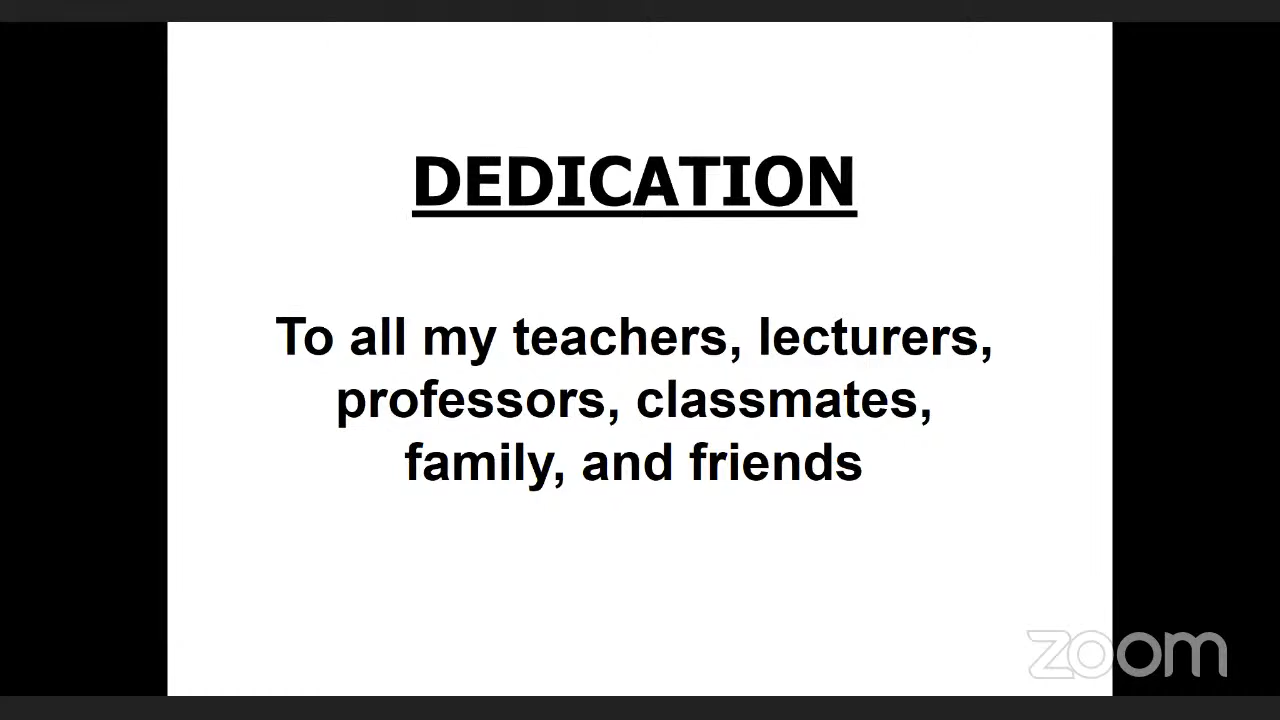 DEDICATION
To all my teachers, lecturers,
professors, classmates,
family, and friends
zoom